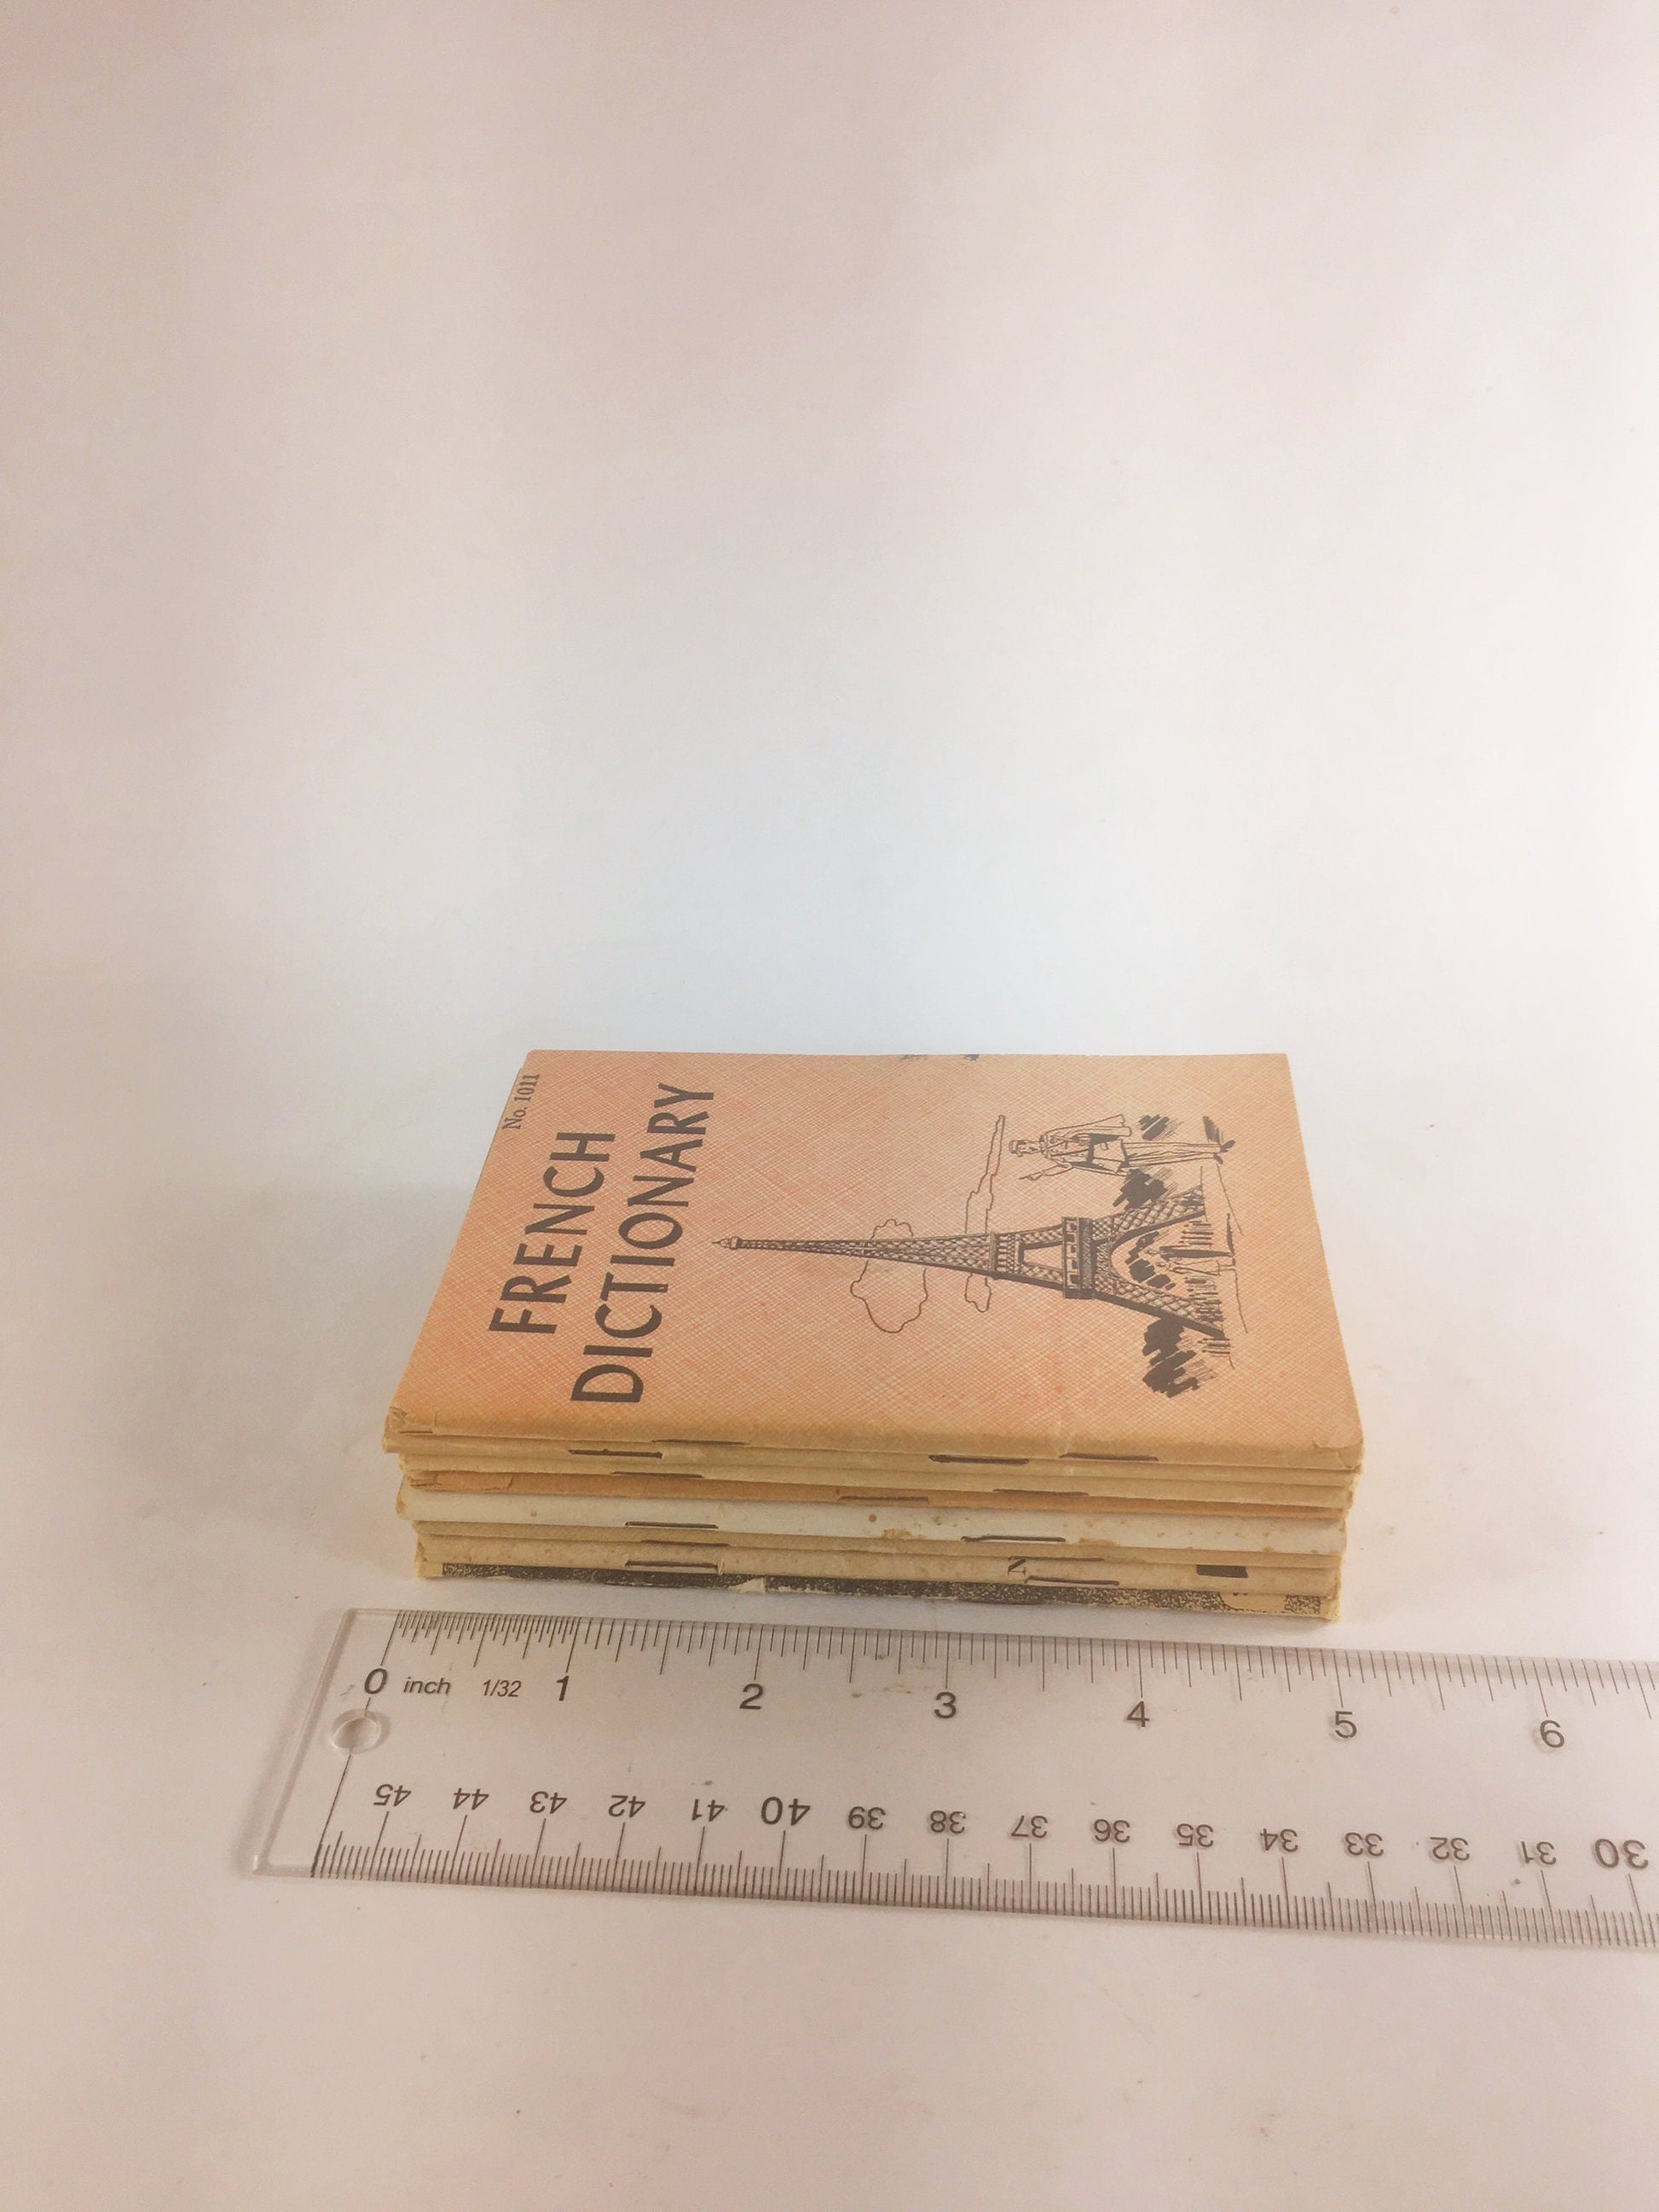 No. 1011
FRENCH
DICTIONARY
N
0 inch 1/32 1 2 3 4 5 6
45 44 43 42 41 40 39 38 37 36 35 34 33 32 31 30